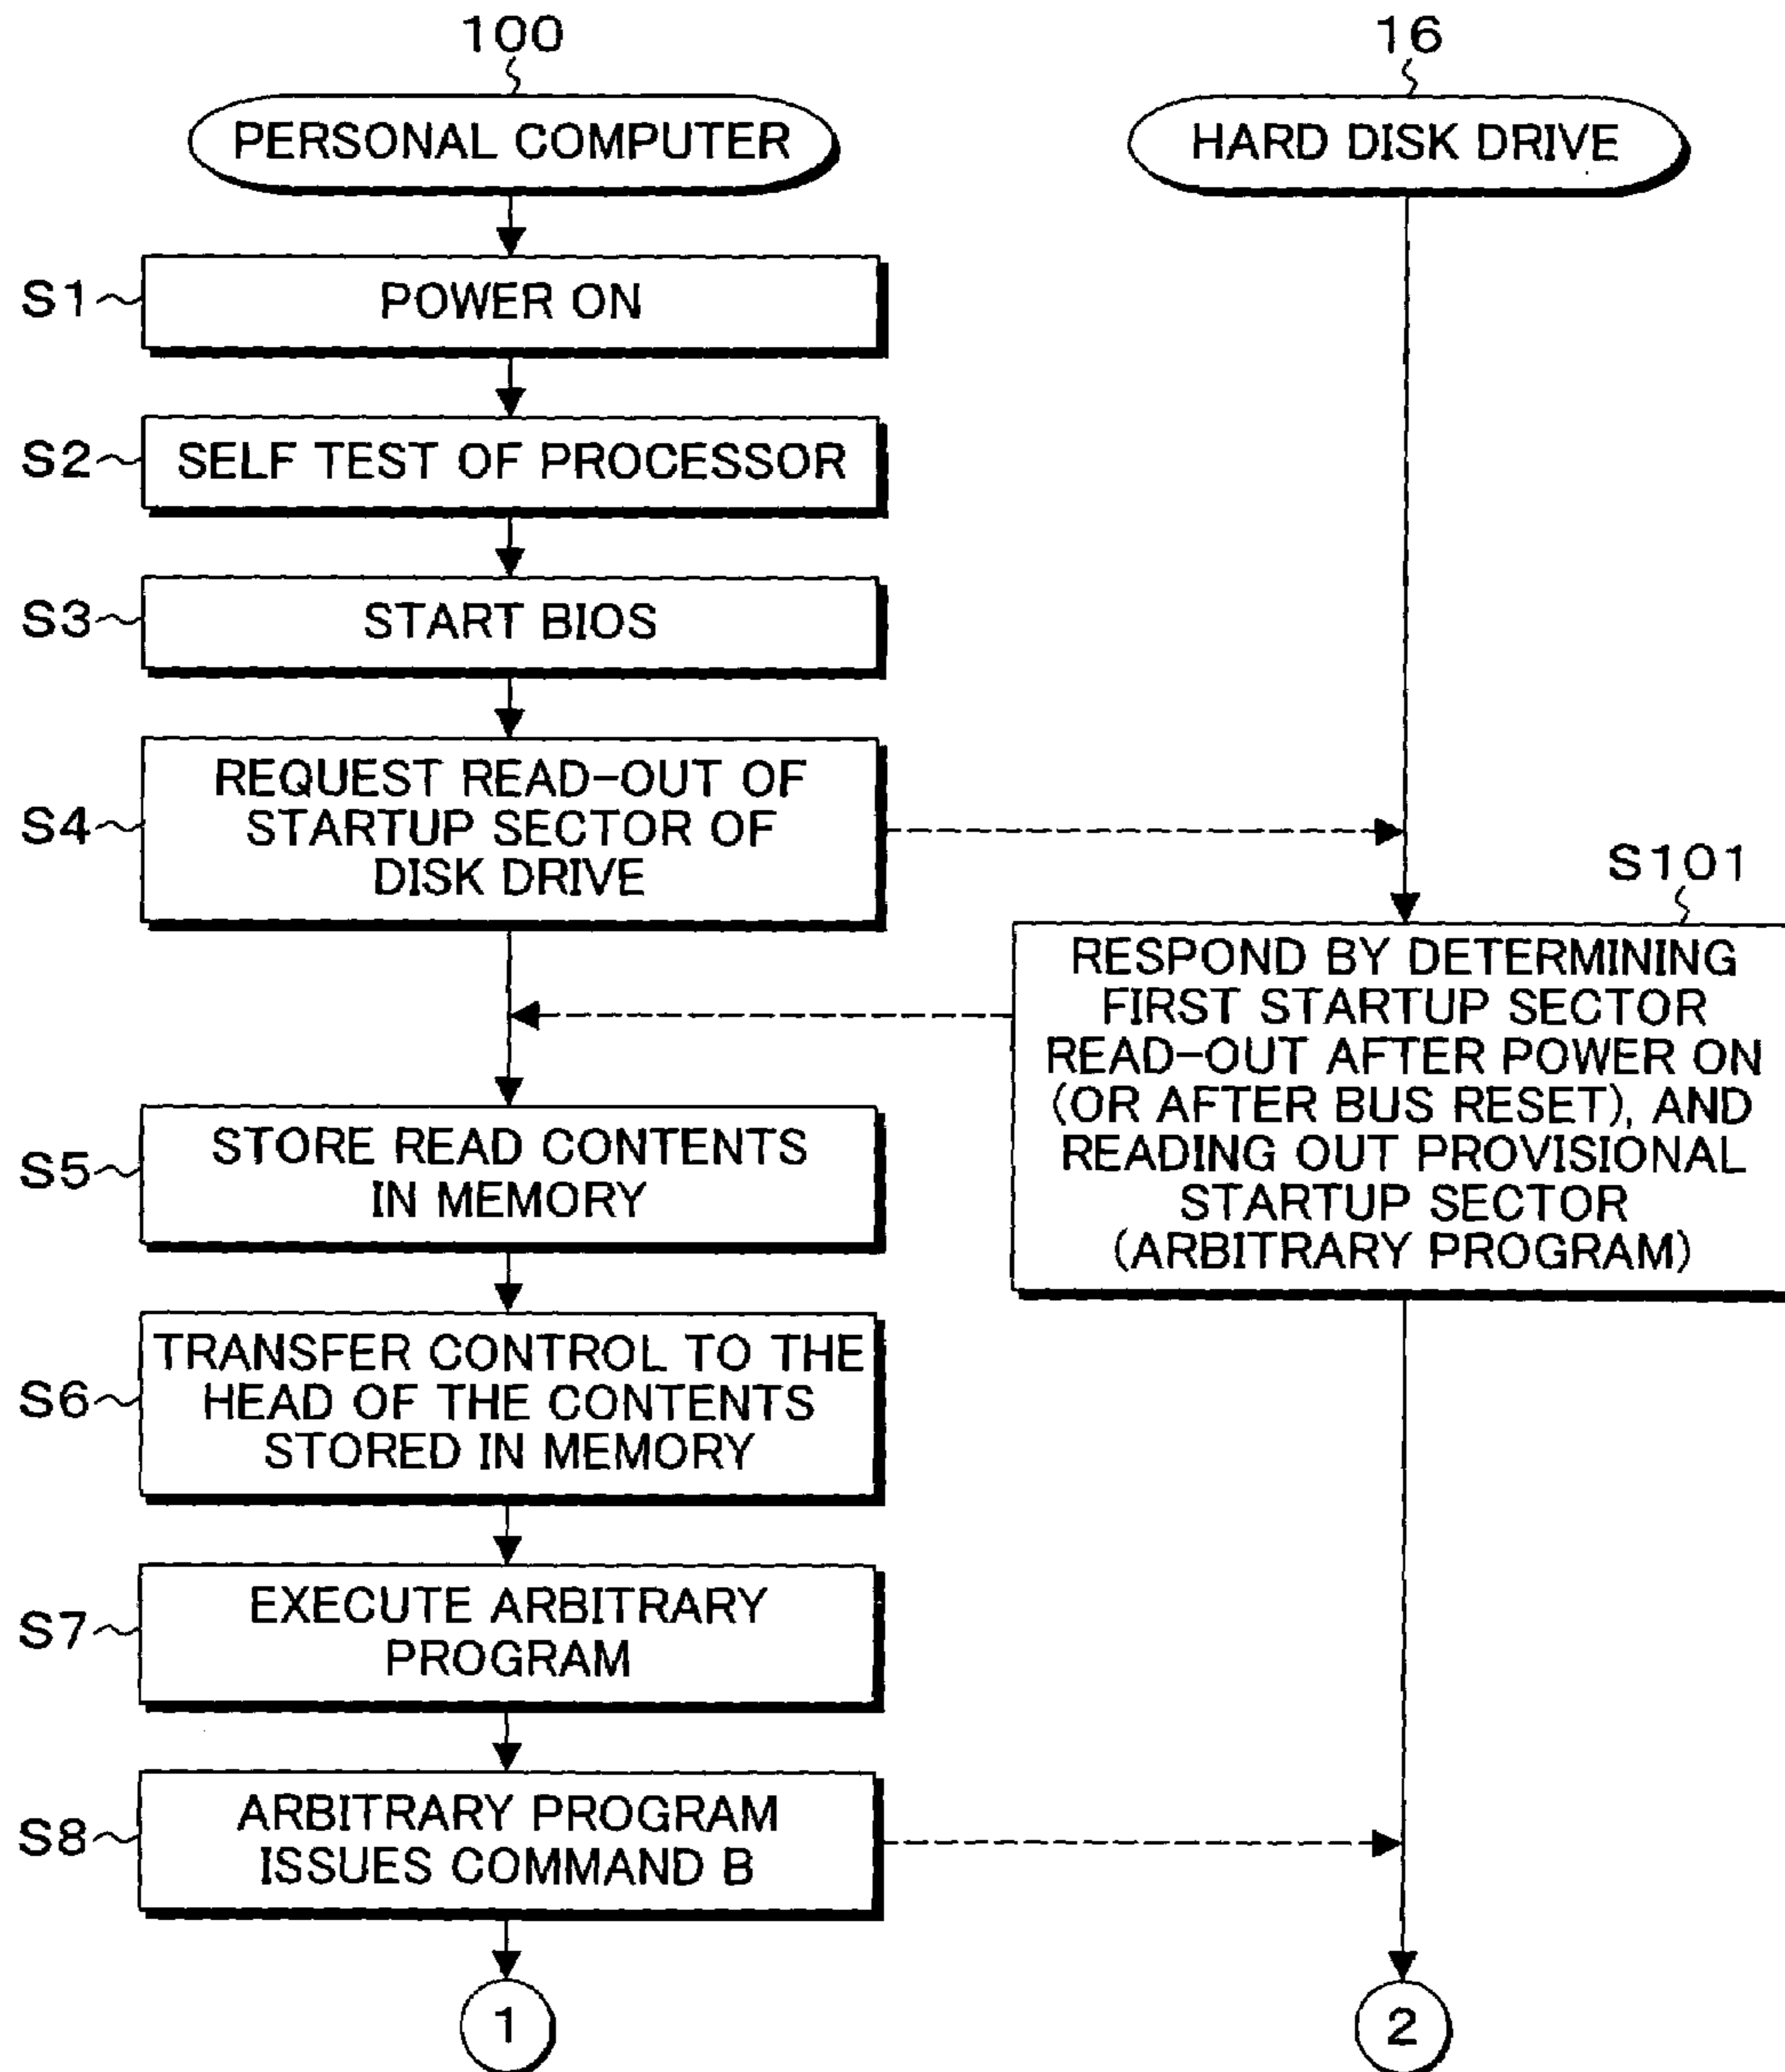 100
PERSONAL COMPUTER
16
HARD DISK DRIVE
S1
POWER ON
S2
SELF TEST OF PROCESSOR
S3
START BIOS
S4
REQUEST READ-OUT OF
STARTUP SECTOR OF
DISK DRIVE
S101
RESPOND BY DETERMINING
FIRST STARTUP SECTOR
READ-OUT AFTER POWER ON
(OR AFTER BUS RESET), AND
READING OUT PROVISIONAL
STARTUP SECTOR
(ARBITRARY PROGRAM)
S5
STORE READ CONTENTS
IN MEMORY
S6
TRANSFER CONTROL TO THE
HEAD OF THE CONTENTS
STORED IN MEMORY
S7
EXECUTE ARBITRARY
PROGRAM
S8
ARBITRARY PROGRAM
ISSUES COMMAND B
1
2